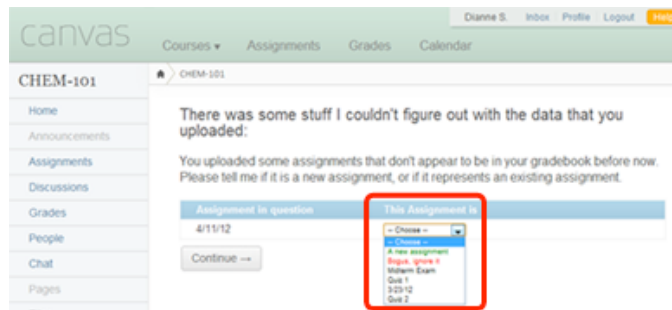 Dianne S. Inbox Profile Logout Help
canvas
Courses ▾ Assignments Grades Calendar
CHEM-101
CHEM-101
Home
Announcements
Assignments
Discussions
Grades
People
Chat
Pages
There was some stuff I couldn't figure out with the data that you
uploaded:
You uploaded some assignments that don't appear to be in your gradebook before now.
Please tell me if it is a new assignment, or if it represents an existing assignment.
Assignment in question This Assignment is
4/11/12 -- Choose --
-- Choose --
A new assignment
Bogus, ignore it
Midterm Exam
Quiz 1
3/23/12
Quiz 2
Continue →